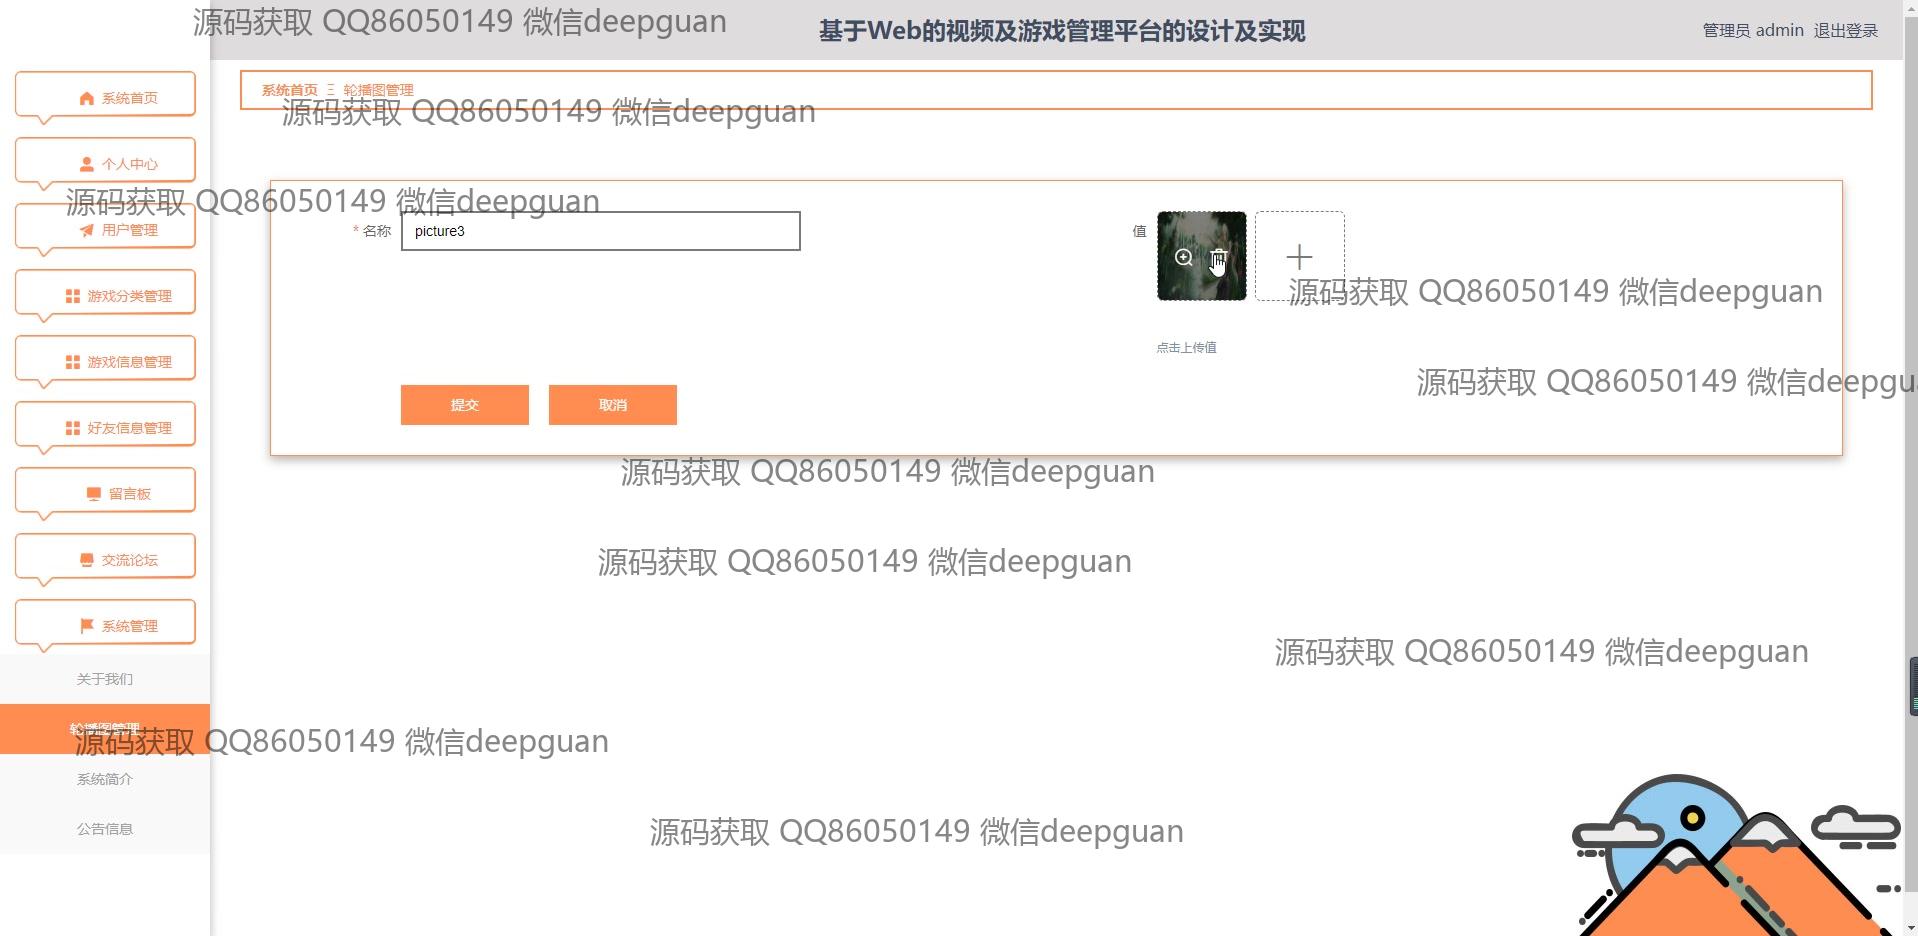 源码获取 QQ86050149 微信deepguan
基于Web的视频及游戏管理平台的设计及实现
管理员 admin 退出登录
系统首页
个人中心
用户管理
游戏分类管理
游戏信息管理
好友信息管理
留言板
交流论坛
系统管理
关于我们
轮播图管理
系统简介
公告信息
系统首页 Ξ 轮播图管理
源码获取 QQ86050149 微信deepguan
源码获取 QQ86050149 微信deepguan
* 名称 picture3
值
源码获取 QQ86050149 微信deepguan
点击上传值
源码获取 QQ86050149 微信deepgu
提交 取消
源码获取 QQ86050149 微信deepguan
源码获取 QQ86050149 微信deepguan
源码获取 QQ86050149 微信deepguan
源码获取 QQ86050149 微信deepguan
源码获取 QQ86050149 微信deepguan